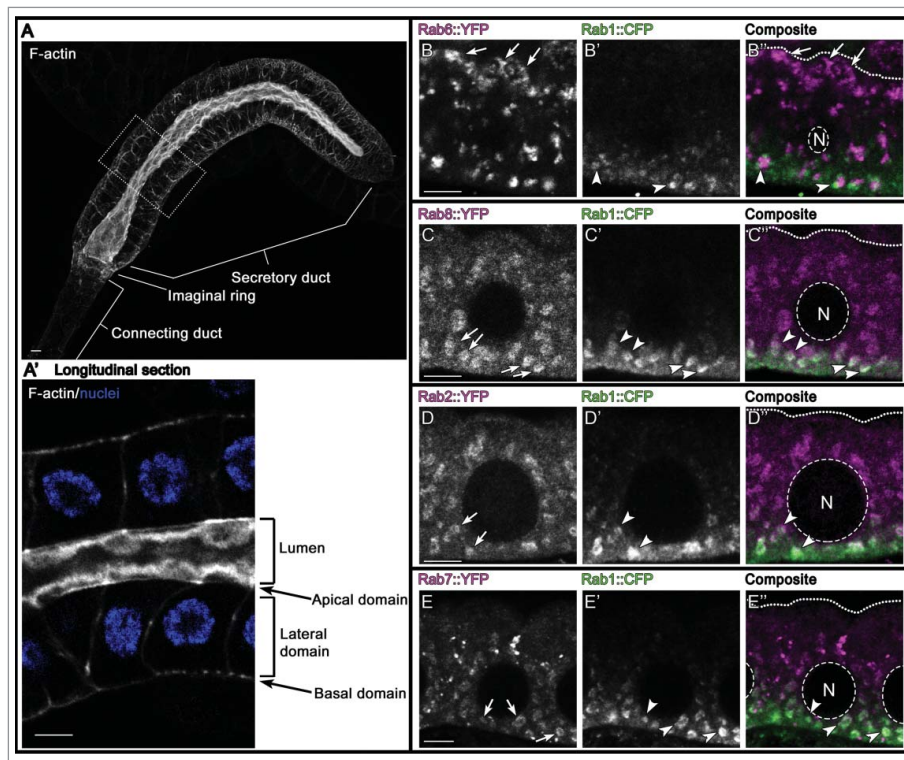 A
F-actin
Secretory duct
Imaginal ring
Connecting duct
A' Longitudinal section
F-actin/nuclei
Lumen
Apical domain
Lateral domain
Basal domain
Rab6::YFP Rab1::CFP Composite
B B' B''
N
Rab8::YFP Rab1::CFP Composite
C C' C''
N
Rab2::YFP Rab1::CFP Composite
D D' D''
N
Rab7::YFP Rab1::CFP Composite
E E' E''
N